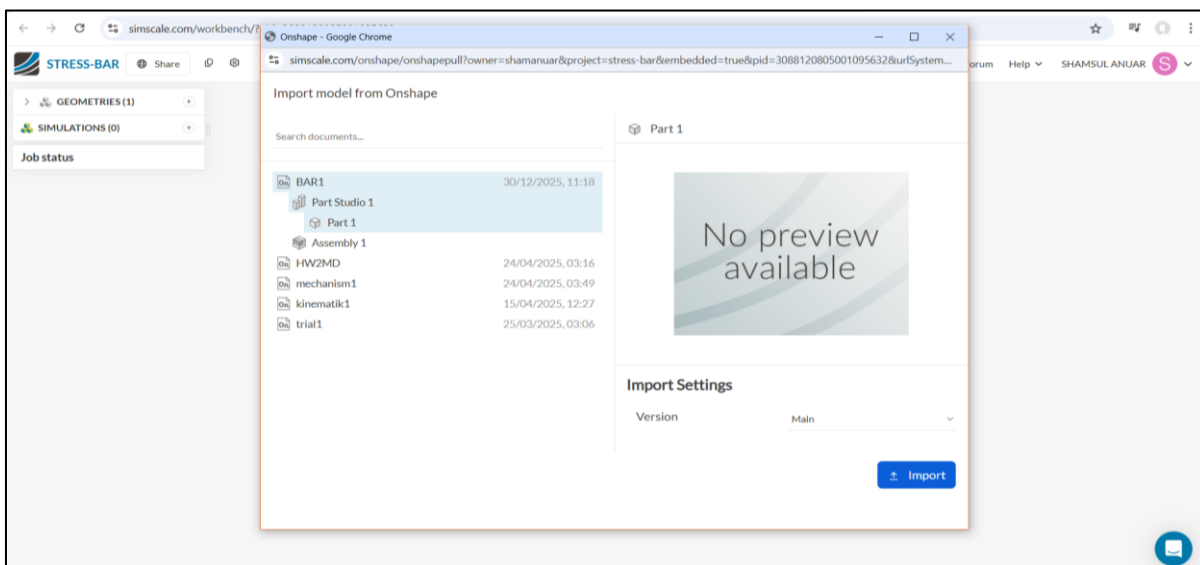 simscale.com/workbench/?
Onshape - Google Chrome
simscale.com/onshape/onshapepull?owner=shamanuar&project=stress-bar&embedded=true&pid=3088120805001095632&urlSystem...
STRESS-BAR
Share
orum
Help
SHAMSUL ANUAR
S
GEOMETRIES (1)
SIMULATIONS (0)
Job status
Import model from Onshape
Search documents...
BAR1 30/12/2025, 11:18
Part Studio 1
Part 1
Assembly 1
HW2MD 24/04/2025, 03:16
mechanism1 24/04/2025, 03:49
kinematik1 15/04/2025, 12:27
trial1 25/03/2025, 03:06
Part 1
No preview
available
Import Settings
Version Main
Import